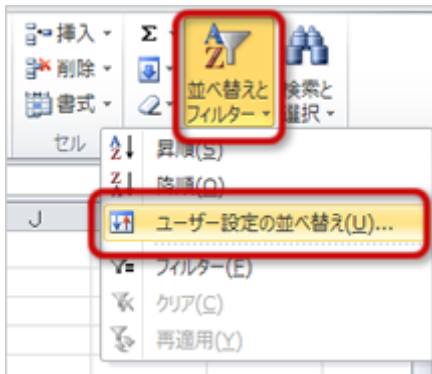 挿入
削除
書式
セル
Σ
並べ替えと
フィルター
検索と
選択
昇順(S)
降順(O)
ユーザー設定の並べ替え(U)...
フィルター(F)
クリア(C)
再適用(Y)
J